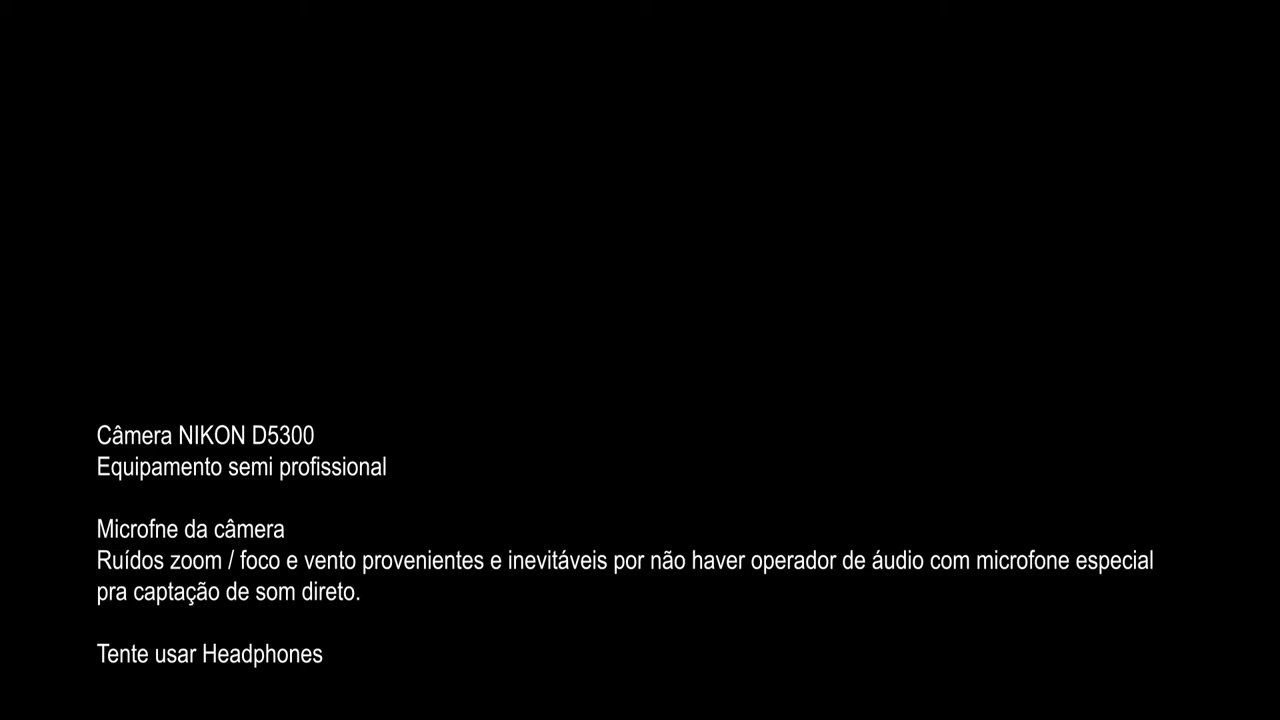 Câmera NIKON D5300
Equipamento semi profissional
Microfne da câmera
Ruídos zoom / foco e vento provenientes e inevitáveis por não haver operador de áudio com microfone especial
pra captação de som direto.
Tente usar Headphones